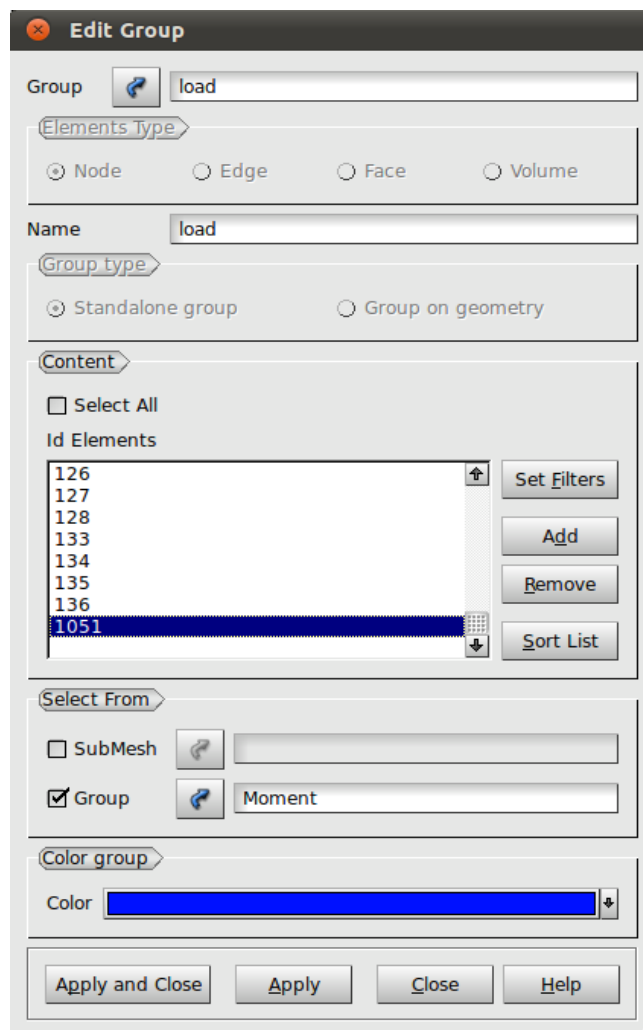 Edit Group
Group load
Elements Type
Node Edge Face Volume
Name load
Group type
Standalone group Group on geometry
Content
Select All
Id Elements
126
127
128
133
134
135
136
1051
Set Filters
Add
Remove
Sort List
Select From
SubMesh
Group Moment
Color group
Color
Apply and Close Apply Close Help